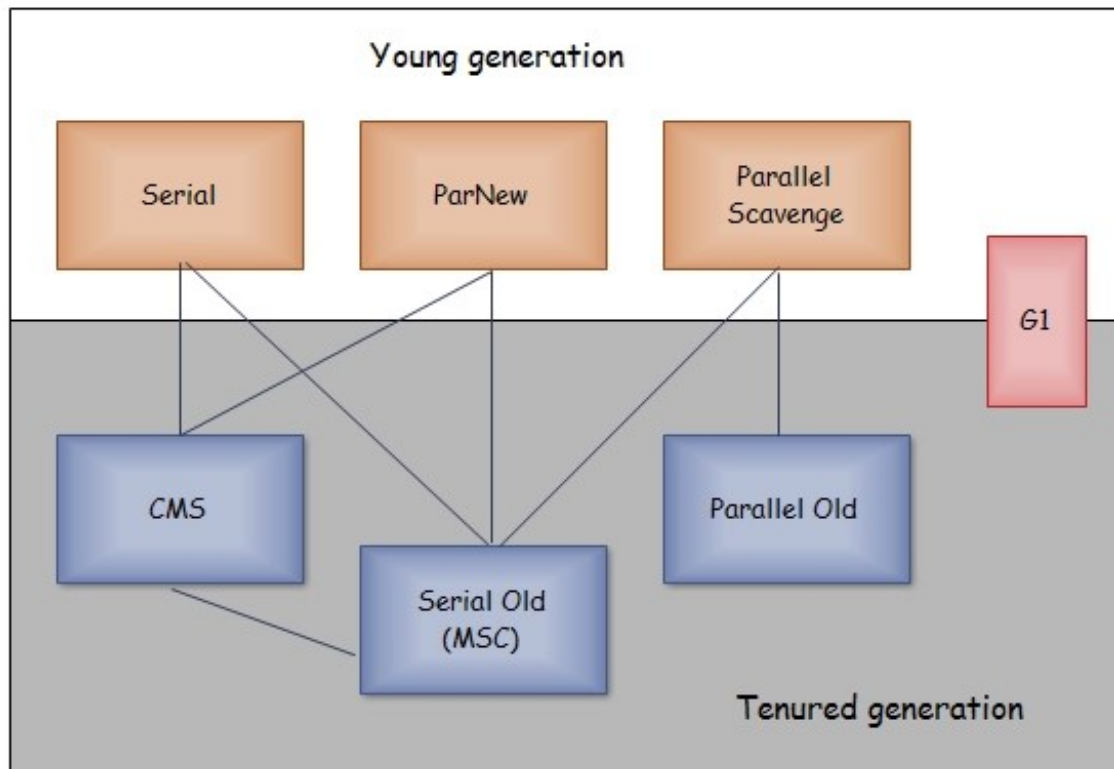 Young generation
Serial
ParNew
Parallel
Scavenge
G1
CMS
Parallel Old
Serial Old
(MSC)
Tenured generation